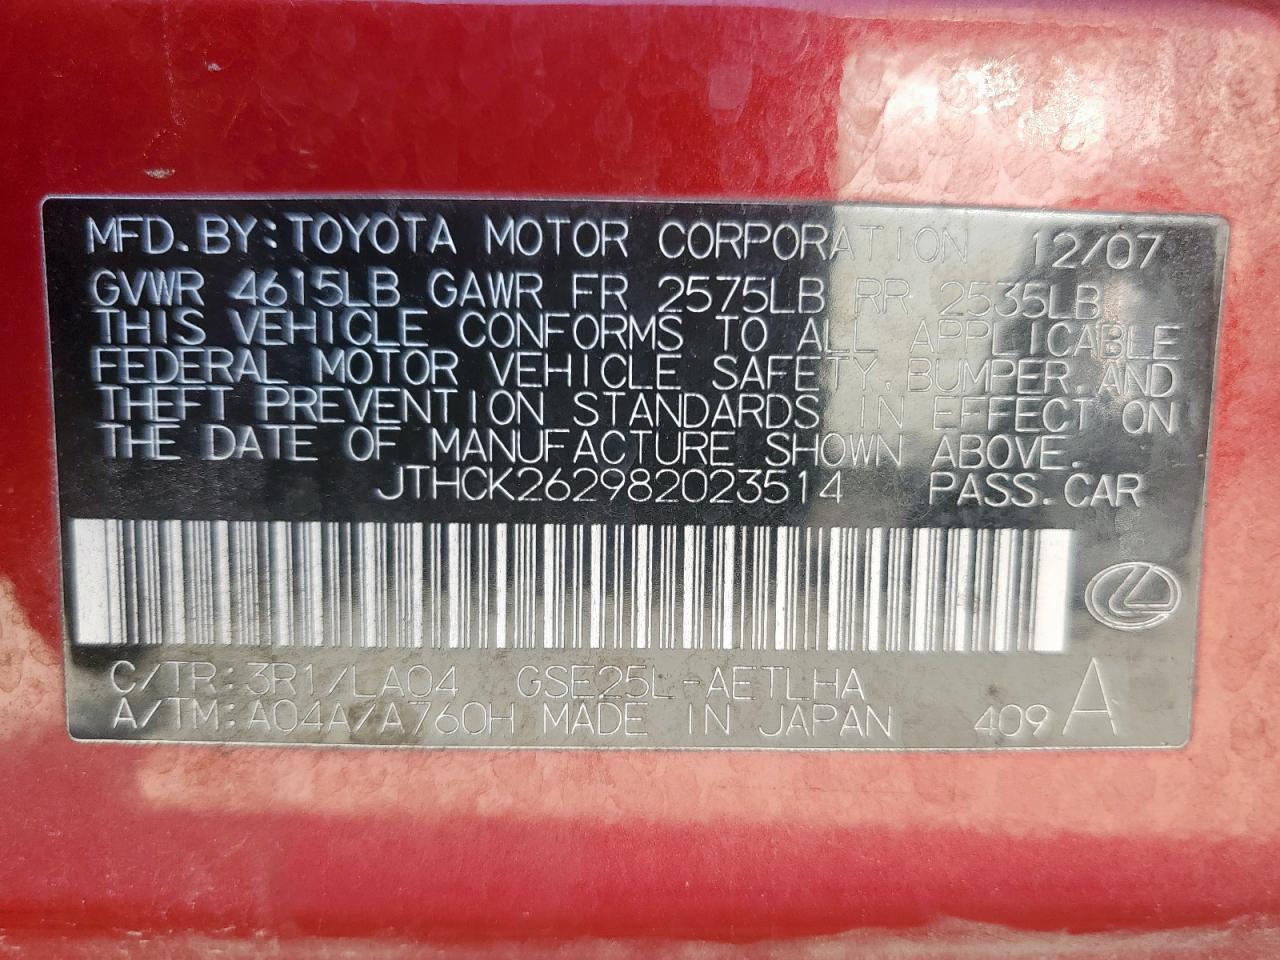 MFD. BY: TOYOTA MOTOR CORPORATION 12/07
GVWR 4615LB GAWR FR 2575LB RR 2535LB
THIS VEHICLE CONFORMS TO ALL APPLICABLE
FEDERAL MOTOR VEHICLE SAFETY, BUMPER, AND
THEFT PREVENTION STANDARDS IN EFFECT ON
THE DATE OF MANUFACTURE SHOWN ABOVE.
JTHCK262982023514 PASS. CAR
C/TR: 3R1/LA04 GSE25L-AETLHA
A/TM: A04A/A760H MADE IN JAPAN 409 A